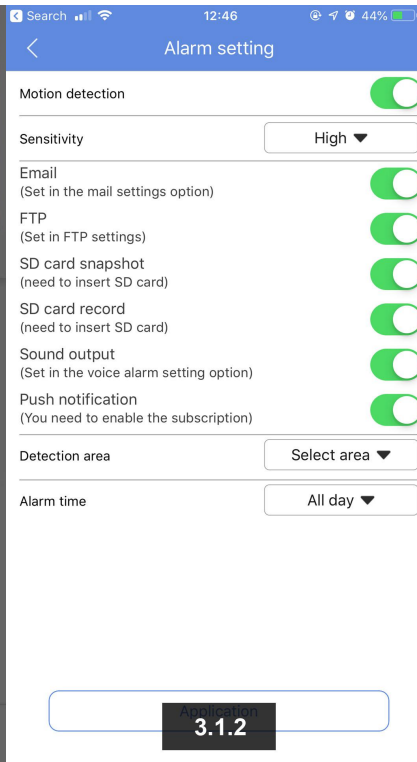 Search 12:46 44%
Alarm setting
Motion detection
Sensitivity High
Email
(Set in the mail settings option)
FTP
(Set in FTP settings)
SD card snapshot
(need to insert SD card)
SD card record
(need to insert SD card)
Sound output
(Set in the voice alarm setting option)
Push notification
(You need to enable the subscription)
Detection area Select area
Alarm time All day
Application
3.1.2